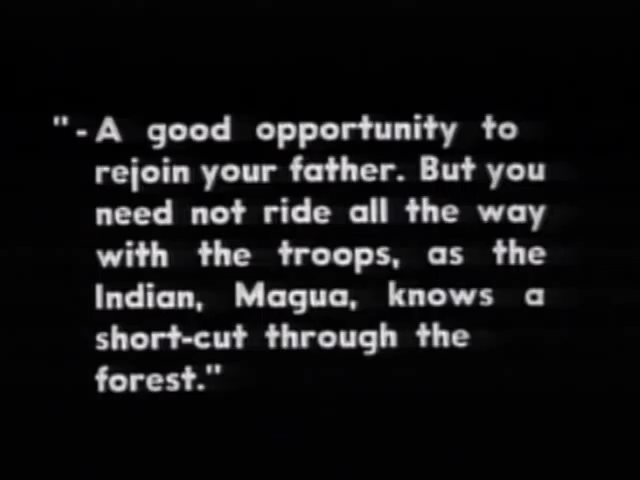 "-A good opportunity to
rejoin your father. But you
need not ride all the way
with the troops, as the
Indian, Magua, knows a
short-cut through the
forest."